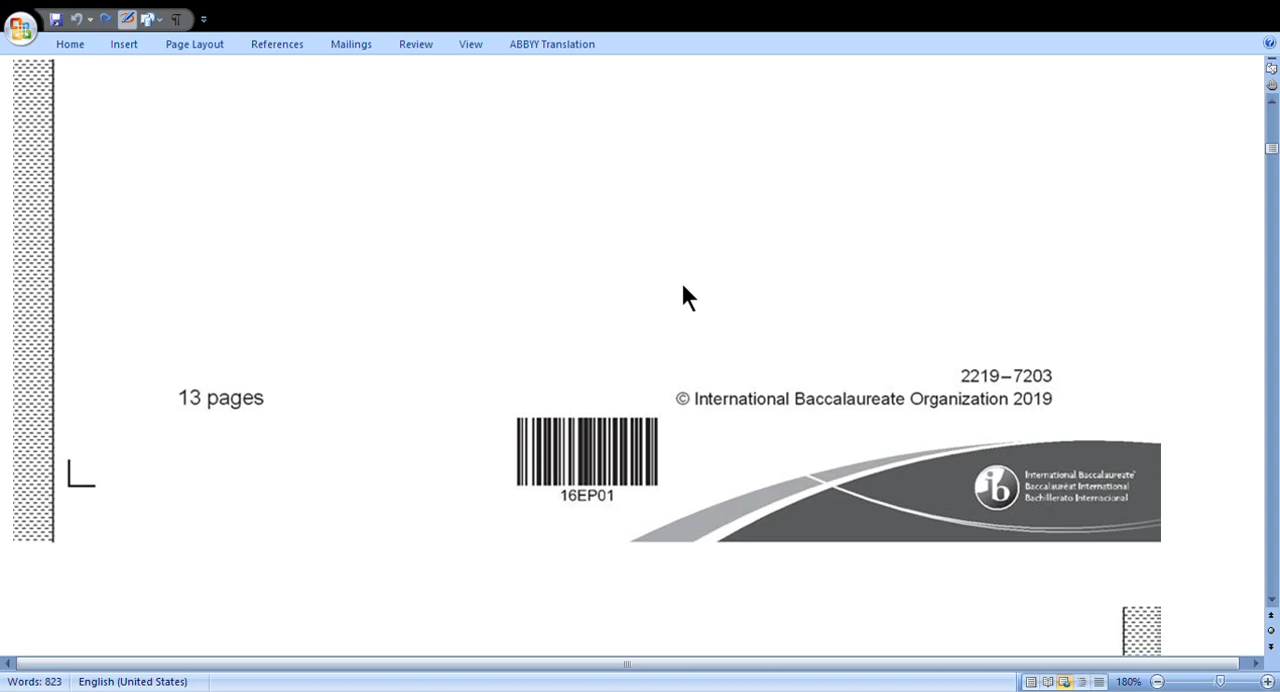 Home Insert Page Layout References Mailings Review View ABBYY Translation
2219–7203
13 pages
© International Baccalaureate Organization 2019
16EP01
ib
International Baccalaureate®
Baccalauréat International
Bachillerato Internacional
Words: 823 English (United States) 180%